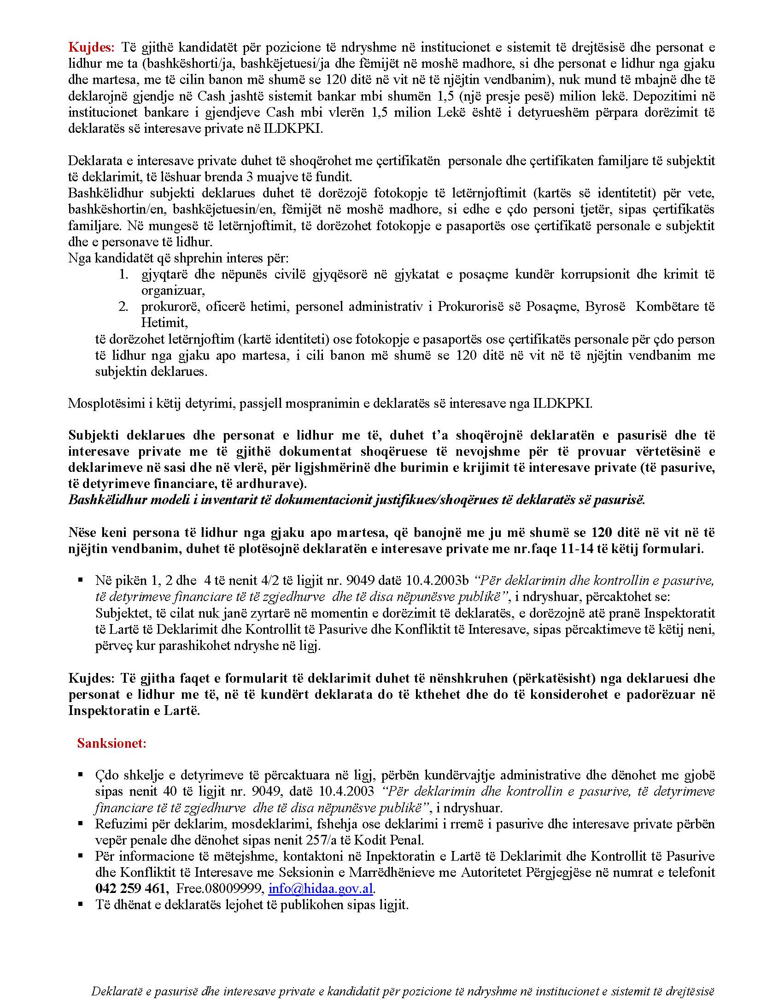 Kujdes: Të gjithë kandidatët për pozicione të ndryshme në institucionet e sistemit të drejtësisë dhe personat e
lidhur me ta (bashkëshorti/ja, bashkëjetuesi/ja dhe fëmijët në moshë madhore, si dhe personat e lidhur nga gjaku
dhe martesa, me të cilin banon më shumë se 120 ditë në vit në të njëjtin vendbanim), nuk mund të mbajnë dhe të
deklarojnë gjendje në Cash jashtë sistemit bankar mbi shumën 1,5 (një presje pesë) milion lekë. Depozitimi në
institucionet bankare i gjendjeve Cash mbi vlerën 1,5 milion Lekë është i detyrueshëm përpara dorëzimit të
deklaratës së interesave private në ILDKPKI.
Deklarata e interesave private duhet të shoqërohet me çertifikatën  personale dhe çertifikaten familjare të subjektit
të deklarimit, të lëshuar brenda 3 muajve të fundit.
Bashkëlidhur subjekti deklarues duhet të dorëzojë fotokopje të letërnjoftimit (kartës së identitetit) për vete,
bashkëshortin/en, bashkëjetuesin/en, fëmijët në moshë madhore, si edhe e çdo personi tjetër, sipas çertifikatës
familjare. Në mungesë të letërnjoftimit, të dorëzohet fotokopje e pasaportës ose çertifikatë personale e subjektit
dhe e personave të lidhur.
Nga kandidatët që shprehin interes për:
1. gjyqtarë dhe nëpunës civilë gjyqësorë në gjykatat e posaçme kundër korrupsionit dhe krimit të
organizuar,
2. prokurorë, oficerë hetimi, personel administrativ i Prokurorisë së Posaçme, Byrosë  Kombëtare të
Hetimit,
të dorëzohet letërnjoftim (kartë identiteti) ose fotokopje e pasaportës ose çertifikatës personale për çdo person
të lidhur nga gjaku apo martesa, i cili banon më shumë se 120 ditë në vit në të njëjtin vendbanim me
subjektin deklarues.
Mosplotësimi i këtij detyrimi, passjell mospranimin e deklaratës së interesave nga ILDKPKI.
Subjekti deklarues dhe personat e lidhur me të, duhet t’a shoqërojnë deklaratën e pasurisë dhe të
interesave private me të gjithë dokumentat shoqëruese të nevojshme për të provuar vërtetësinë e
deklarimeve në sasi dhe në vlerë, për ligjshmërinë dhe burimin e krijimit të interesave private (të pasurive,
të detyrimeve financiare, të ardhurave).
Bashkëlidhur modeli i inventarit të dokumentacionit justifikues/shoqërues të deklaratës së pasurisë.
Nëse keni persona të lidhur nga gjaku apo martesa, që banojnë me ju më shumë se 120 ditë në vit në të
njëjtin vendbanim, duhet të plotësojnë deklaratën e interesave private me nr.faqe 11-14 të këtij formulari.
▪ Në pikën 1, 2 dhe  4 të nenit 4/2 të ligjit nr. 9049 datë 10.4.2003b “Për deklarimin dhe kontrollin e pasurive,
të detyrimeve financiare të të zgjedhurve  dhe të disa nëpunësve publikë”, i ndryshuar, përcaktohet se:
Subjektet, të cilat nuk janë zyrtarë në momentin e dorëzimit të deklaratës, e dorëzojnë atë pranë Inspektoratit
të Lartë të Deklarimit dhe Kontrollit të Pasurive dhe Konfliktit të Interesave, sipas përcaktimeve të këtij neni,
përveç kur parashikohet ndryshe në ligj.
Kujdes: Të gjitha faqet e formularit të deklarimit duhet të nënshkruhen (përkatësisht) nga deklaruesi dhe
personat e lidhur me të, në të kundërt deklarata do të kthehet dhe do të konsiderohet e padorëzuar në
Inspektoratin e Lartë.
Sanksionet:
▪ Çdo shkelje e detyrimeve të përcaktuara në ligj, përbën kundërvajtje administrative dhe dënohet me gjobë
sipas nenit 40 të ligjit nr. 9049, datë 10.4.2003 “Për deklarimin dhe kontrollin e pasurive, të detyrimeve
financiare të të zgjedhurve  dhe të disa nëpunësve publikë”, i ndryshuar.
▪ Refuzimi për deklarim, mosdeklarimi, fshehja ose deklarimi i rremë i pasurive dhe interesave private përbën
vepër penale dhe dënohet sipas nenit 257/a të Kodit Penal.
▪ Për informacione të mëtejshme, kontaktoni në Inpektoratin e Lartë të Deklarimit dhe Kontrollit të Pasurive
dhe Konfliktit të Interesave me Seksionin e Marrëdhënieve me Autoritetet Përgjegjëse në numrat e telefonit
042 259 461,  Free.08009999, info@hidaa.gov.al.
▪ Të dhënat e deklaratës lejohet të publikohen sipas ligjit.
Deklaratë e pasurisë dhe interesave private e kandidatit për pozicione të ndryshme në institucionet e sistemit të drejtësisë